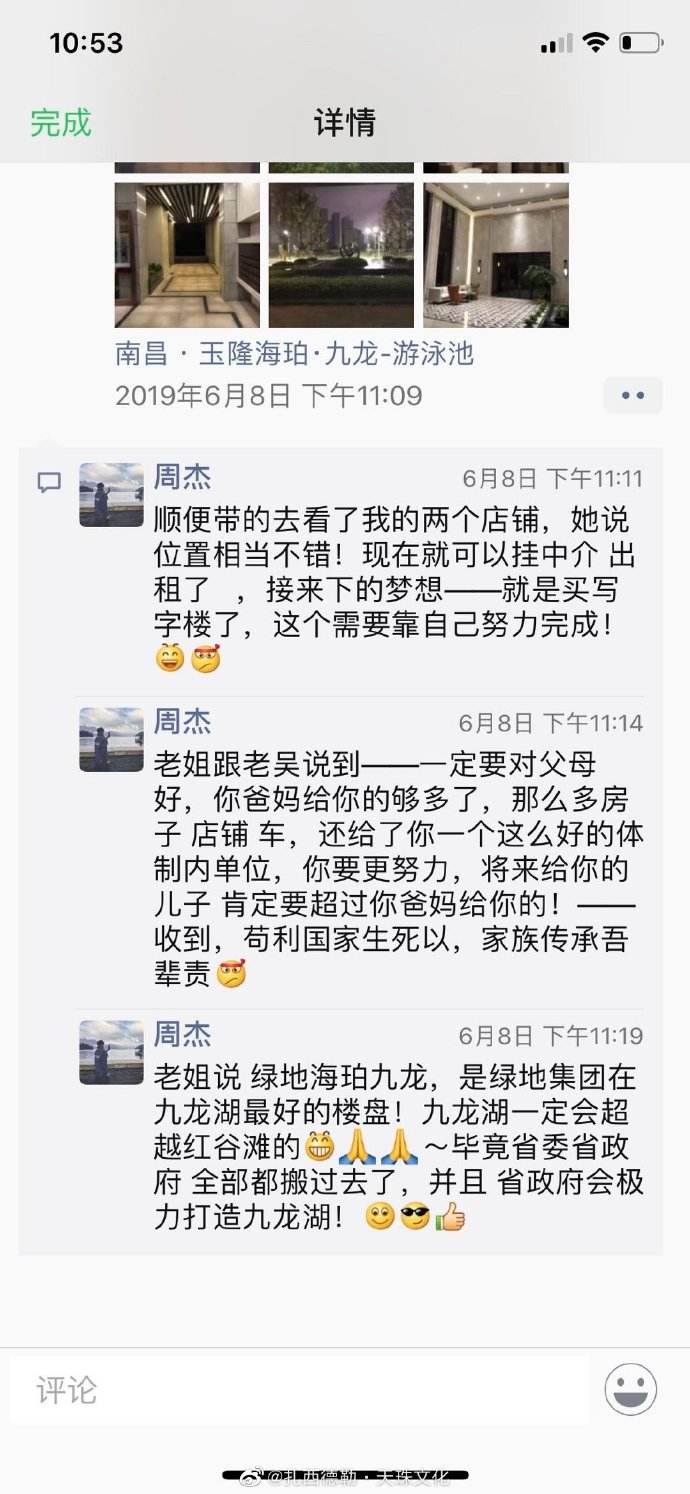 10:53
完成
详情
南昌 · 玉隆海珀·九龙-游泳池
2019年6月8日 下午11:09
周杰
6月8日 下午11:11
顺便带的去看了我的两个店铺，她说
位置相当不错！现在就可以挂中介 出
租了 ，接来下的梦想——就是买写
字楼了，这个需要靠自己努力完成！
😄
周杰
6月8日 下午11:14
老姐跟老吴说到——一定要对父母
好，你爸妈给你的够多了，那么多房
子 店铺 车，还给了你一个这么好的体
制内单位，你要更努力，将来给你的
儿子 肯定要超过你爸妈给你的！——
收到，苟利国家生死以，家族传承吾
辈责
周杰
6月8日 下午11:19
老姐说 绿地海珀九龙，是绿地集团在
九龙湖最好的楼盘！九龙湖一定会超
越红谷滩的😁🙏🙏～毕竟省委省政
府 全部都搬过去了，并且 省政府会极
力打造九龙湖！🙂😎👍
评论
@扎西德勒·天珠文化